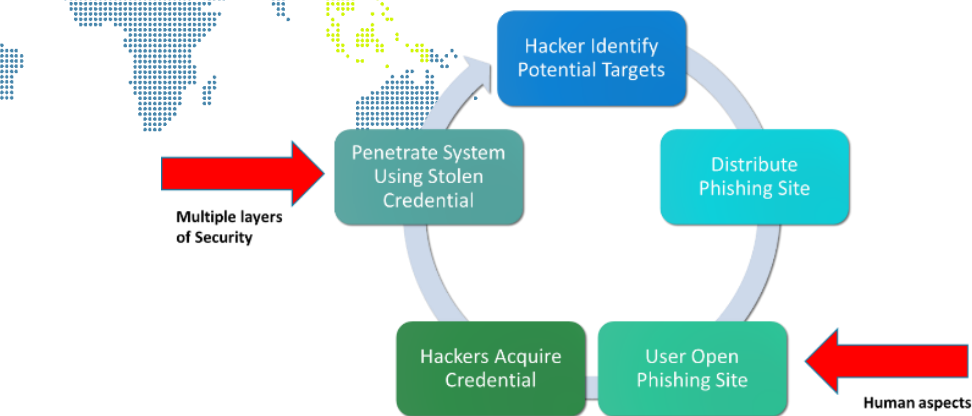 Hacker Identify
Potential Targets
Distribute
Phishing Site
User Open
Phishing Site
Human aspects
Hackers Acquire
Credential
Penetrate System
Using Stolen
Credential
Multiple layers
of Security